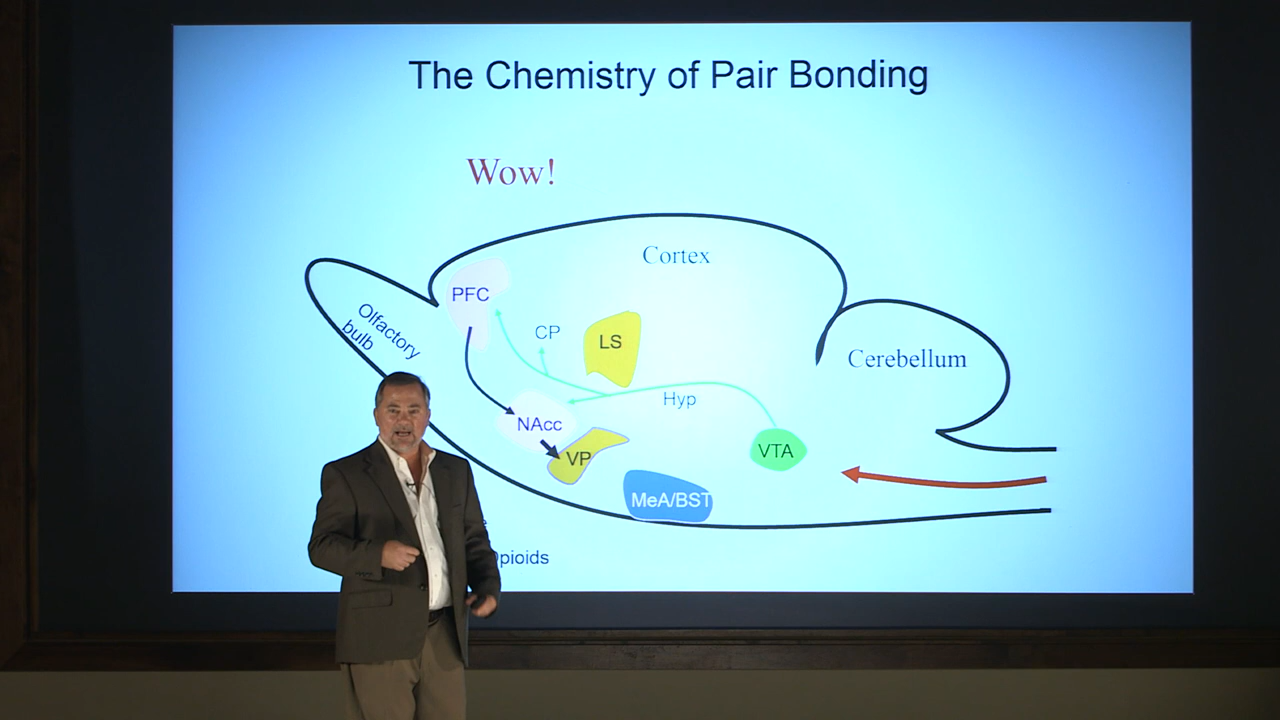 The Chemistry of Pair Bonding
Wow!
Cortex
PFC
Olfactory
bulb
CP
LS
Cerebellum
Hyp
NAcc
VP
VTA
MeA/BST